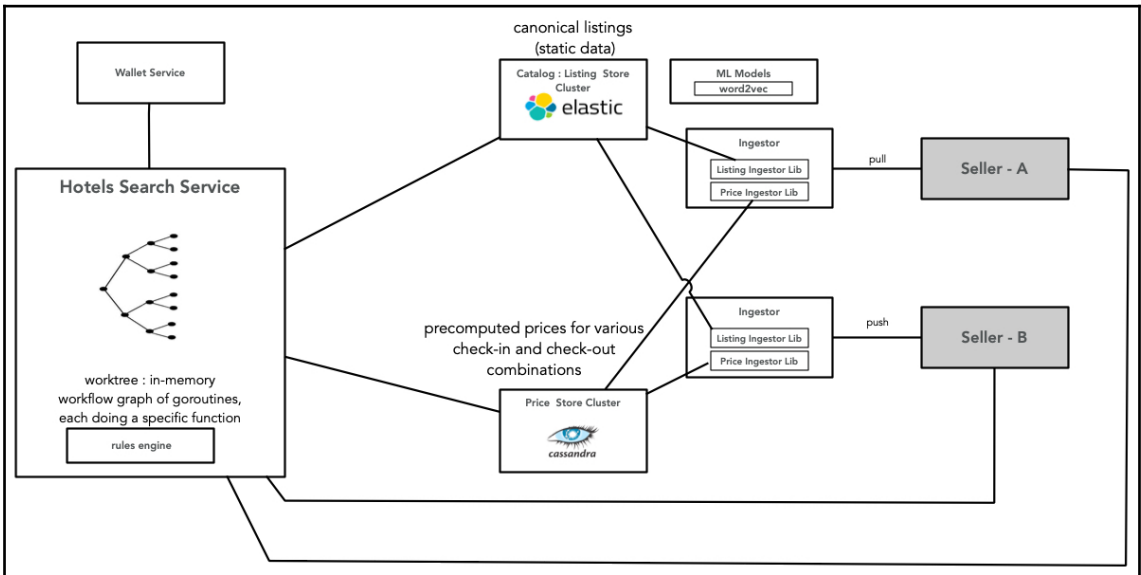 canonical listings
(static data)
Wallet Service
Catalog : Listing Store
Cluster
elastic
ML Models
word2vec
Ingestor
Listing Ingestor Lib
Price Ingestor Lib
pull
Seller - A
Hotels Search Service
worktree : in-memory
workflow graph of goroutines,
each doing a specific function
rules engine
precomputed prices for various
check-in and check-out
combinations
Price Store Cluster
cassandra
Ingestor
Listing Ingestor Lib
Price Ingestor Lib
push
Seller - B